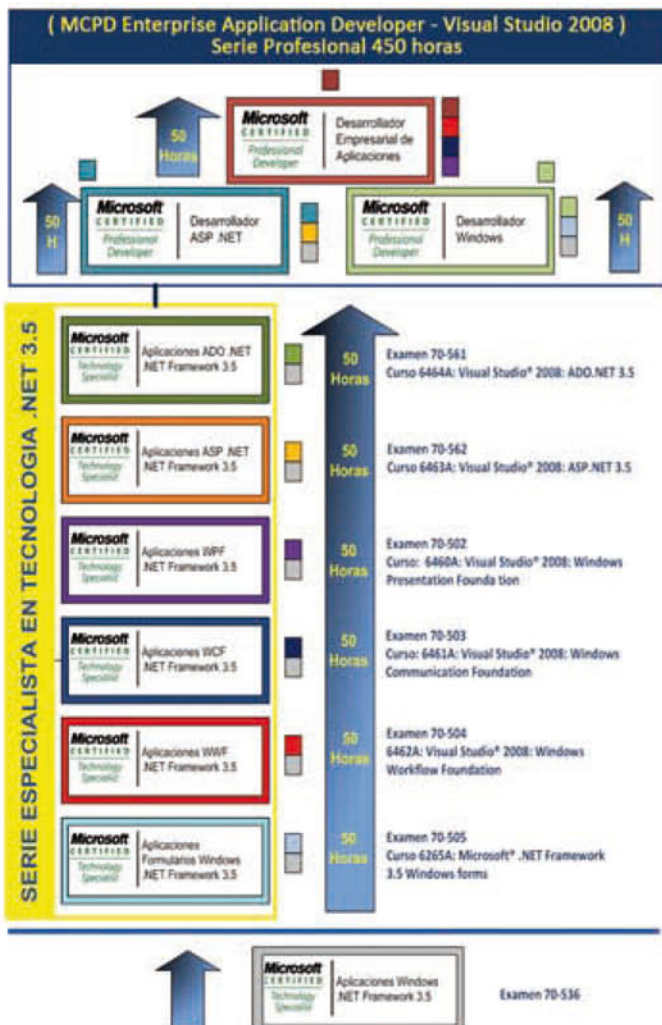 ( MCPD Enterprise Application Developer - Visual Studio 2008 )
Serie Profesional 450 horas
50
Horas
Microsoft
CERTIFIED
Professional
Developer
Desarrollador
Empresarial de
Aplicaciones
50
H
Microsoft
CERTIFIED
Professional
Developer
Desarrollador
ASP .NET
Microsoft
CERTIFIED
Professional
Developer
Desarrollador
Windows
50
H
SERIE ESPECIALISTA EN TECNOLOGIA .NET 3.5
Microsoft
CERTIFIED
Technology
Specialist
Aplicaciones ADO .NET
.NET Framework 3.5
50
Horas
Examen 70-561
Curso 6464A: Visual Studio® 2008: ADO.NET 3.5
Microsoft
CERTIFIED
Technology
Specialist
Aplicaciones ASP .NET
.NET Framework 3.5
50
Horas
Examen 70-562
Curso 6463A: Visual Studio® 2008: ASP.NET 3.5
Microsoft
CERTIFIED
Technology
Specialist
Aplicaciones WPF
.NET Framework 3.5
50
Horas
Examen 70-502
Curso: 6460A: Visual Studio® 2008: Windows
Presentation Founda tion
Microsoft
CERTIFIED
Technology
Specialist
Aplicaciones WCF
.NET Framework 3.5
50
Horas
Examen 70-503
Curso: 6461A: Visual Studio® 2008: Windows
Communication Foundation
Microsoft
CERTIFIED
Technology
Specialist
Aplicaciones WWF
.NET Framework 3.5
50
Horas
Examen 70-504
6462A: Visual Studio® 2008: Windows
Workflow Foundation
Microsoft
CERTIFIED
Technology
Specialist
Aplicaciones
Formularios Windows
.NET Framework 3.5
50
Horas
Examen 70-505
Curso 6265A: Microsoft® .NET Framework
3.5 Windows forms
Microsoft
CERTIFIED
Technology
Specialist
Aplicaciones Windows
.NET Framework 3.5
Examen 70-536